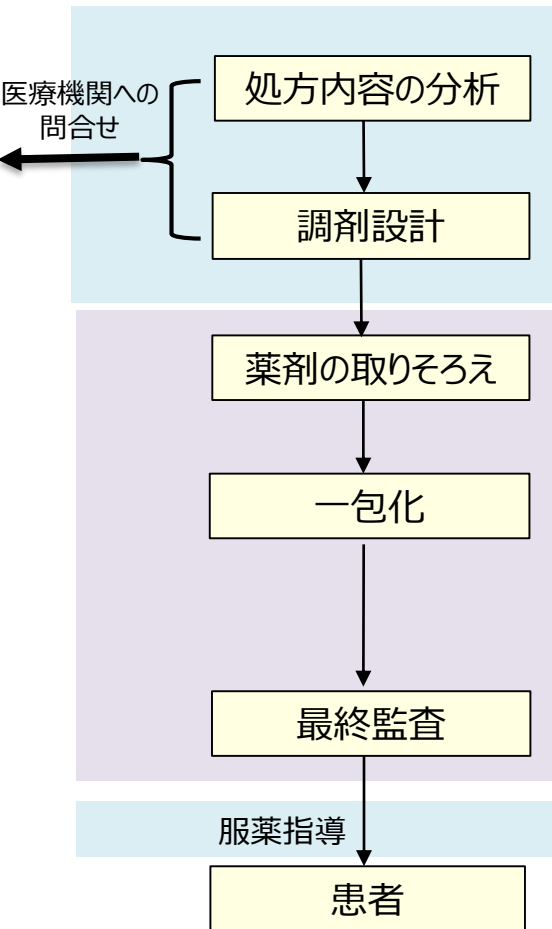 処方内容の分析
医療機関への
問合せ
調剤設計
薬剤の取りそろえ
一包化
最終監査
服薬指導
患者